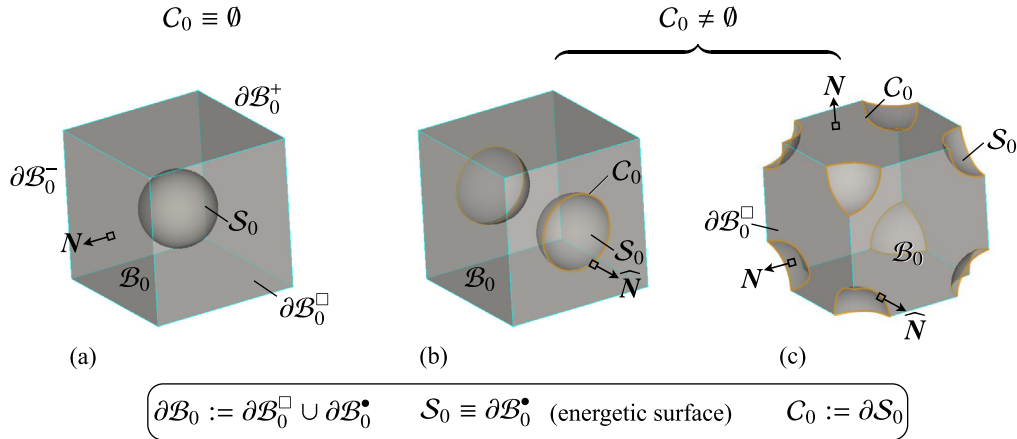 𝒞₀ ≡ ∅
𝒞₀ ≠ ∅
∂ℬ₀⁺
∂ℬ₀⁻
𝑵
𝒮₀
ℬ₀
∂ℬ₀□
(a)
𝒞₀
𝒮₀
ℬ₀
𝑵̂
(b)
𝑵
𝒞₀
𝒮₀
∂ℬ₀□
ℬ₀
𝑵
𝑵̂
(c)
∂ℬ₀ := ∂ℬ₀□ ∪ ∂ℬ₀● 𝒮₀ ≡ ∂ℬ₀● (energetic surface) 𝒞₀ := ∂𝒮₀